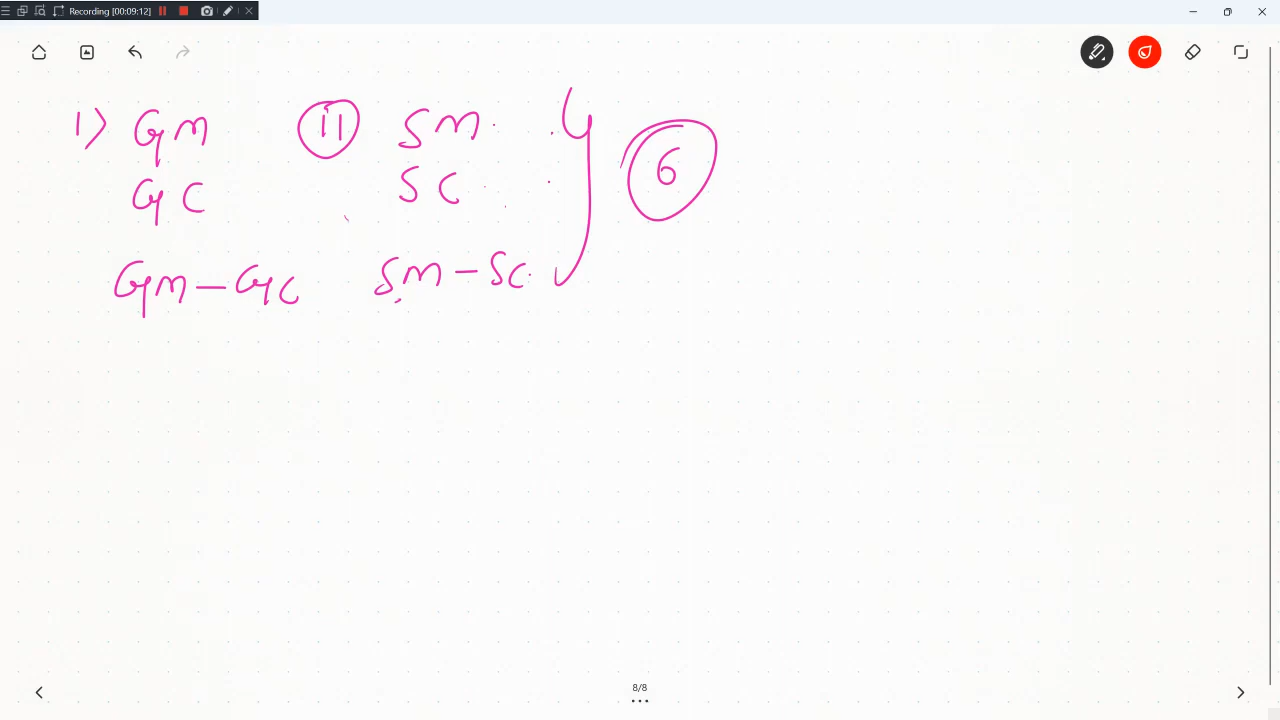 Recording [00:09:12]
1) GM 11 SM
GC SC 6
GM - GC SM - SC
8/8